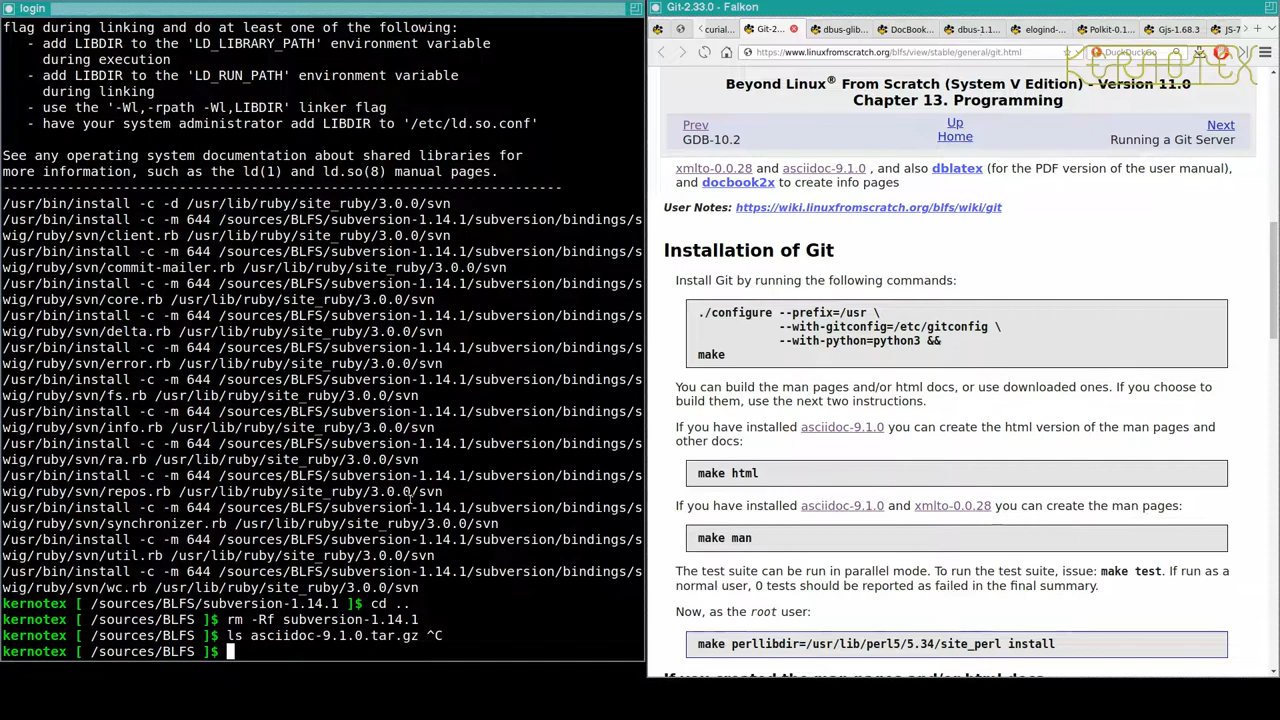 login
flag during linking and do at least one of the following:
- add LIBDIR to the 'LD_LIBRARY_PATH' environment variable
during execution
- add LIBDIR to the 'LD_RUN_PATH' environment variable
during linking
- use the '-Wl,-rpath -Wl,LIBDIR' linker flag
- have your system administrator add LIBDIR to '/etc/ld.so.conf'
See any operating system documentation about shared libraries for
more information, such as the ld(1) and ld.so(8) manual pages.
----------------------------------------------------------------------
/usr/bin/install -c -d /usr/lib/ruby/site_ruby/3.0.0/svn
/usr/bin/install -c -m 644 /sources/BLFS/subversion-1.14.1/subversion/bindings/s
wig/ruby/svn/client.rb /usr/lib/ruby/site_ruby/3.0.0/svn
/usr/bin/install -c -m 644 /sources/BLFS/subversion-1.14.1/subversion/bindings/s
wig/ruby/svn/commit-mailer.rb /usr/lib/ruby/site_ruby/3.0.0/svn
/usr/bin/install -c -m 644 /sources/BLFS/subversion-1.14.1/subversion/bindings/s
wig/ruby/svn/core.rb /usr/lib/ruby/site_ruby/3.0.0/svn
/usr/bin/install -c -m 644 /sources/BLFS/subversion-1.14.1/subversion/bindings/s
wig/ruby/svn/delta.rb /usr/lib/ruby/site_ruby/3.0.0/svn
/usr/bin/install -c -m 644 /sources/BLFS/subversion-1.14.1/subversion/bindings/s
wig/ruby/svn/error.rb /usr/lib/ruby/site_ruby/3.0.0/svn
/usr/bin/install -c -m 644 /sources/BLFS/subversion-1.14.1/subversion/bindings/s
wig/ruby/svn/fs.rb /usr/lib/ruby/site_ruby/3.0.0/svn
/usr/bin/install -c -m 644 /sources/BLFS/subversion-1.14.1/subversion/bindings/s
wig/ruby/svn/info.rb /usr/lib/ruby/site_ruby/3.0.0/svn
/usr/bin/install -c -m 644 /sources/BLFS/subversion-1.14.1/subversion/bindings/s
wig/ruby/svn/ra.rb /usr/lib/ruby/site_ruby/3.0.0/svn
/usr/bin/install -c -m 644 /sources/BLFS/subversion-1.14.1/subversion/bindings/s
wig/ruby/svn/repos.rb /usr/lib/ruby/site_ruby/3.0.0/svn
/usr/bin/install -c -m 644 /sources/BLFS/subversion-1.14.1/subversion/bindings/s
wig/ruby/svn/synchronizer.rb /usr/lib/ruby/site_ruby/3.0.0/svn
/usr/bin/install -c -m 644 /sources/BLFS/subversion-1.14.1/subversion/bindings/s
wig/ruby/svn/util.rb /usr/lib/ruby/site_ruby/3.0.0/svn
/usr/bin/install -c -m 644 /sources/BLFS/subversion-1.14.1/subversion/bindings/s
wig/ruby/svn/wc.rb /usr/lib/ruby/site_ruby/3.0.0/svn
kernotex [ /sources/BLFS/subversion-1.14.1 ]$ cd ..
kernotex [ /sources/BLFS ]$ rm -Rf subversion-1.14.1
kernotex [ /sources/BLFS ]$ ls asciidoc-9.1.0.tar.gz ^C
kernotex [ /sources/BLFS ]$
Git-2.33.0 - Falkon
curial Git-2.33.0 dbus-glib DocBook dbus-1.1 elogind- Polkit-0.1 Gjs-1.68.3 JS-7
https://www.linuxfromscratch.org/blfs/view/stable/general/git.html DuckDuckGo
KERNOTEX
Beyond Linux® From Scratch (System V Edition) - Version 11.0
Chapter 13. Programming
Prev Up Next
GDB-10.2 Home Running a Git Server
xmlto-0.0.28 and asciidoc-9.1.0 , and also dblatex (for the PDF version of the user manual),
and docbook2x to create info pages
User Notes: https://wiki.linuxfromscratch.org/blfs/wiki/git
Installation of Git
Install Git by running the following commands:
./configure --prefix=/usr \
--with-gitconfig=/etc/gitconfig \
--with-python=python3 &&
make
You can build the man pages and/or html docs, or use downloaded ones. If you choose to
build them, use the next two instructions.
If you have installed asciidoc-9.1.0 you can create the html version of the man pages and
other docs:
make html
If you have installed asciidoc-9.1.0 and xmlto-0.0.28 you can create the man pages:
make man
The test suite can be run in parallel mode. To run the test suite, issue: make test. If run as a
normal user, 0 tests should be reported as failed in the final summary.
Now, as the root user:
make perllibdir=/usr/lib/perl5/5.34/site_perl install
If you created the man pages and/or html docs